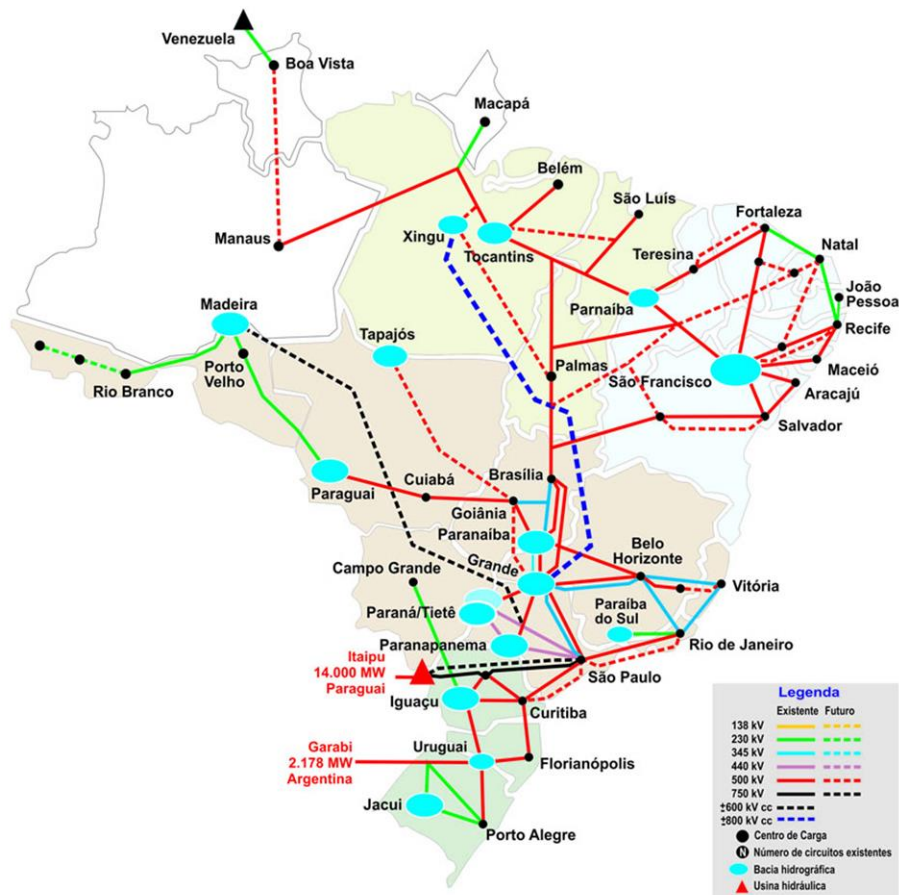 Venezuela
Boa Vista
Macapá
Belém
São Luís
Fortaleza
Xingu
Tocantins
Teresina
Natal
Manaus
João
Pessoa
Madeira
Parnaíba
Recife
Tapajós
Porto
Velho
Palmas
São Francisco
Maceió
Rio Branco
Aracajú
Salvador
Paraguai
Cuiabá
Brasília
Goiânia
Paranaíba
Belo
Horizonte
Campo Grande
Grande
Vitória
Paraná/Tietê
Paraíba
do Sul
Paranapanema
Rio de Janeiro
Itaipu
14.000 MW
Paraguai
São Paulo
Iguaçu
Curitiba
Garabi
2.178 MW
Argentina
Uruguai
Florianópolis
Jacui
Porto Alegre
Legenda
Existente Futuro
138 kV
230 kV
345 kV
440 kV
500 kV
750 kV
±600 kV cc
±800 kV cc
Centro de Carga
N Número de circuitos existentes
Bacia hidrográfica
Usina hidráulica